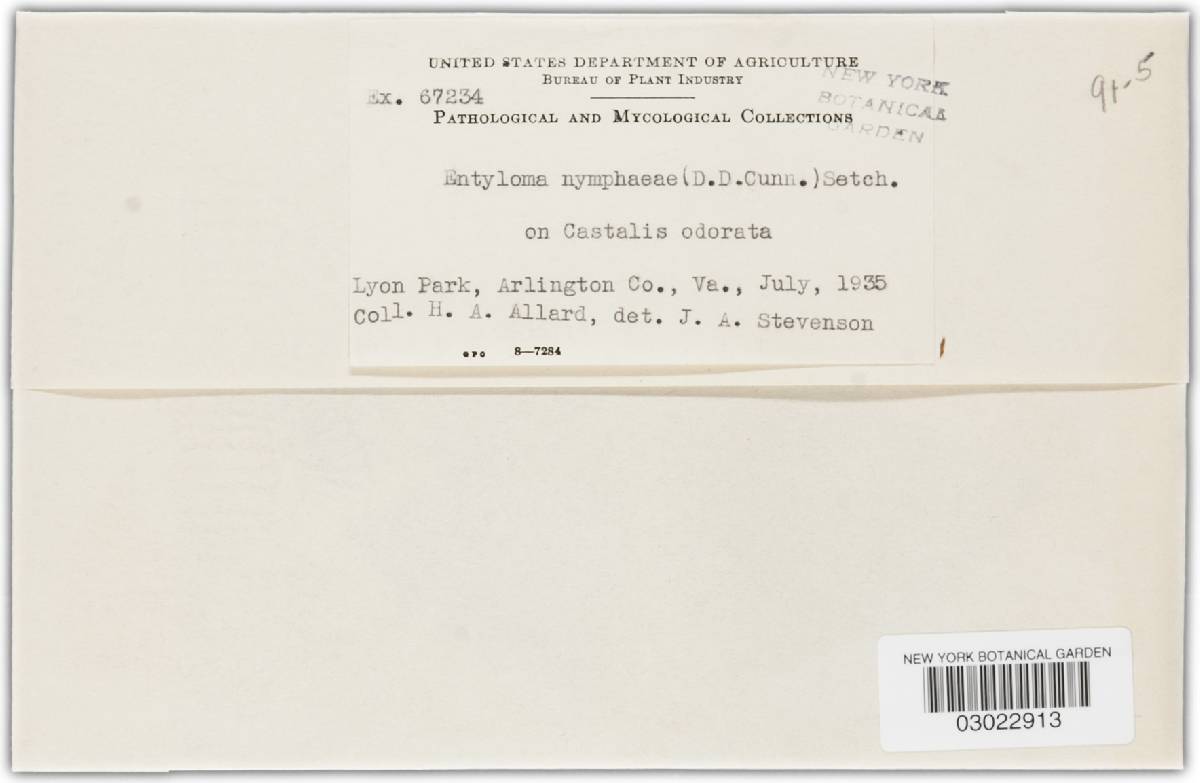 UNITED STATES DEPARTMENT OF AGRICULTURE
BUREAU OF PLANT INDUSTRY
Ex. 67234
PATHOLOGICAL AND MYCOLOGICAL COLLECTIONS
NEW YORK
BOTANICAL
GARDEN
91-5
Entyloma nymphaeae(D.D.Cunn.)Setch.
on Castalis odorata
Lyon Park, Arlington Co., Va., July, 1935
Coll. H. A. Allard, det. J. A. Stevenson
GPO 8—7284
NEW YORK BOTANICAL GARDEN
03022913